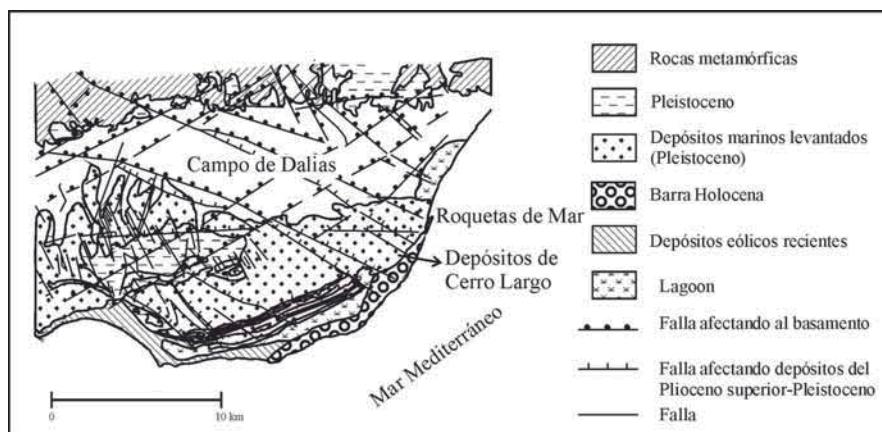 Campo de Dalias
Roquetas de Mar
Depósitos de
Cerro Largo
Mar Mediterráneo
0
10 km
Rocas metamórficas
Pleistoceno
Depósitos marinos levantados
(Pleistoceno)
Barra Holocena
Depósitos eólicos recientes
Lagoon
Falla afectando al basamento
Falla afectando depósitos del
Plioceno superior-Pleistoceno
Falla